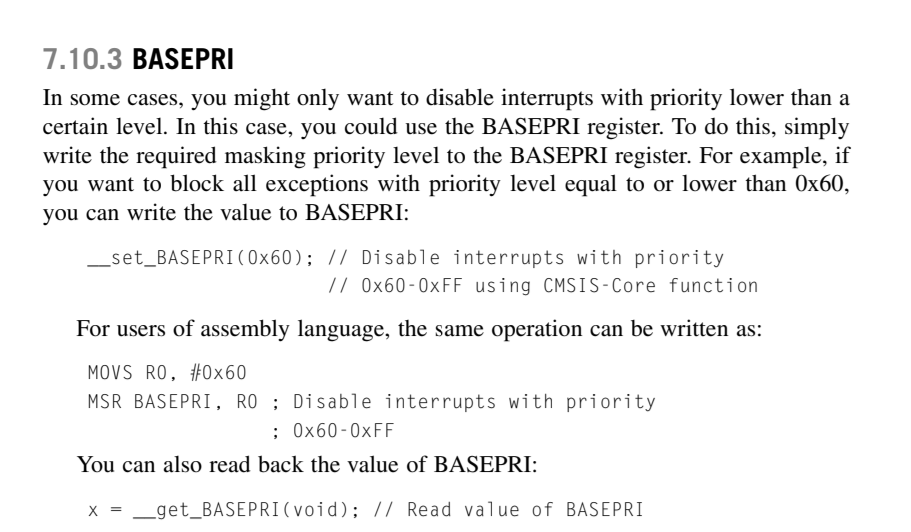 7.10.3 BASEPRI
In some cases, you might only want to disable interrupts with priority lower than a
certain level. In this case, you could use the BASEPRI register. To do this, simply
write the required masking priority level to the BASEPRI register. For example, if
you want to block all exceptions with priority level equal to or lower than 0x60,
you can write the value to BASEPRI:
__set_BASEPRI(0x60); // Disable interrupts with priority
// 0x60-0xFF using CMSIS-Core function
For users of assembly language, the same operation can be written as:
MOVS R0, #0x60
MSR BASEPRI, R0 ; Disable interrupts with priority
; 0x60-0xFF
You can also read back the value of BASEPRI:
x = __get_BASEPRI(void); // Read value of BASEPRI